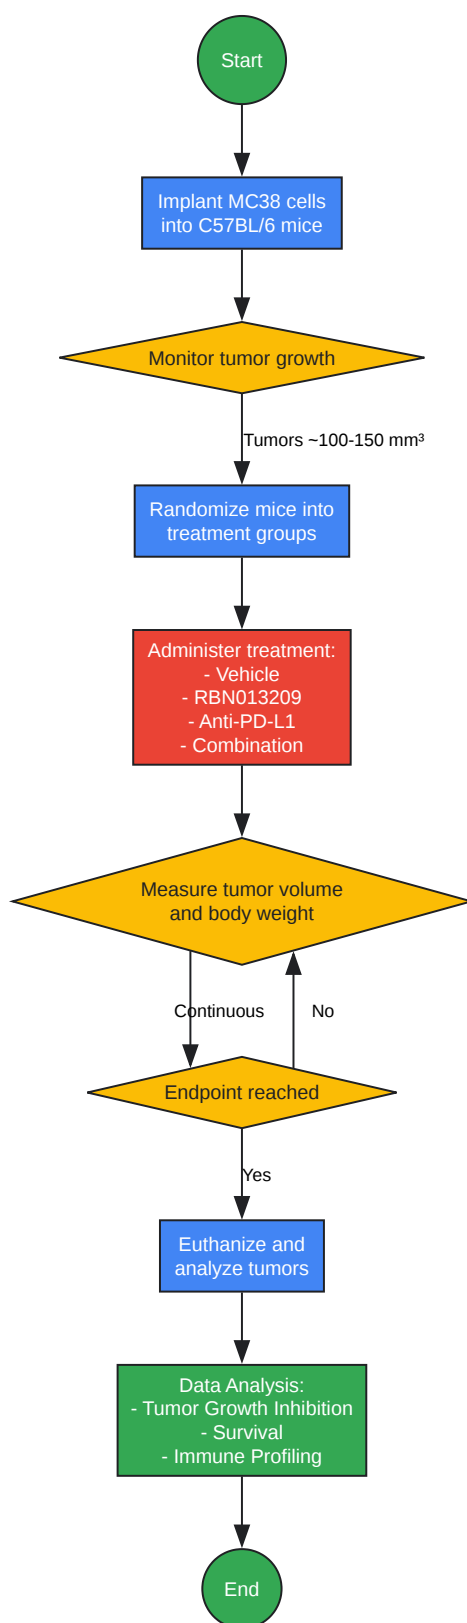 Start
Implant MC38 cells
into C57BL/6 mice
Monitor tumor growth
Tumors ~100-150 mm³
Randomize mice into
treatment groups
Administer treatment:
- Vehicle
- RBN013209
- Anti-PD-L1
- Combination
Measure tumor volume
and body weight
Continuous
No
Endpoint reached
Yes
Euthanize and
analyze tumors
Data Analysis:
- Tumor Growth Inhibition
- Survival
- Immune Profiling
End